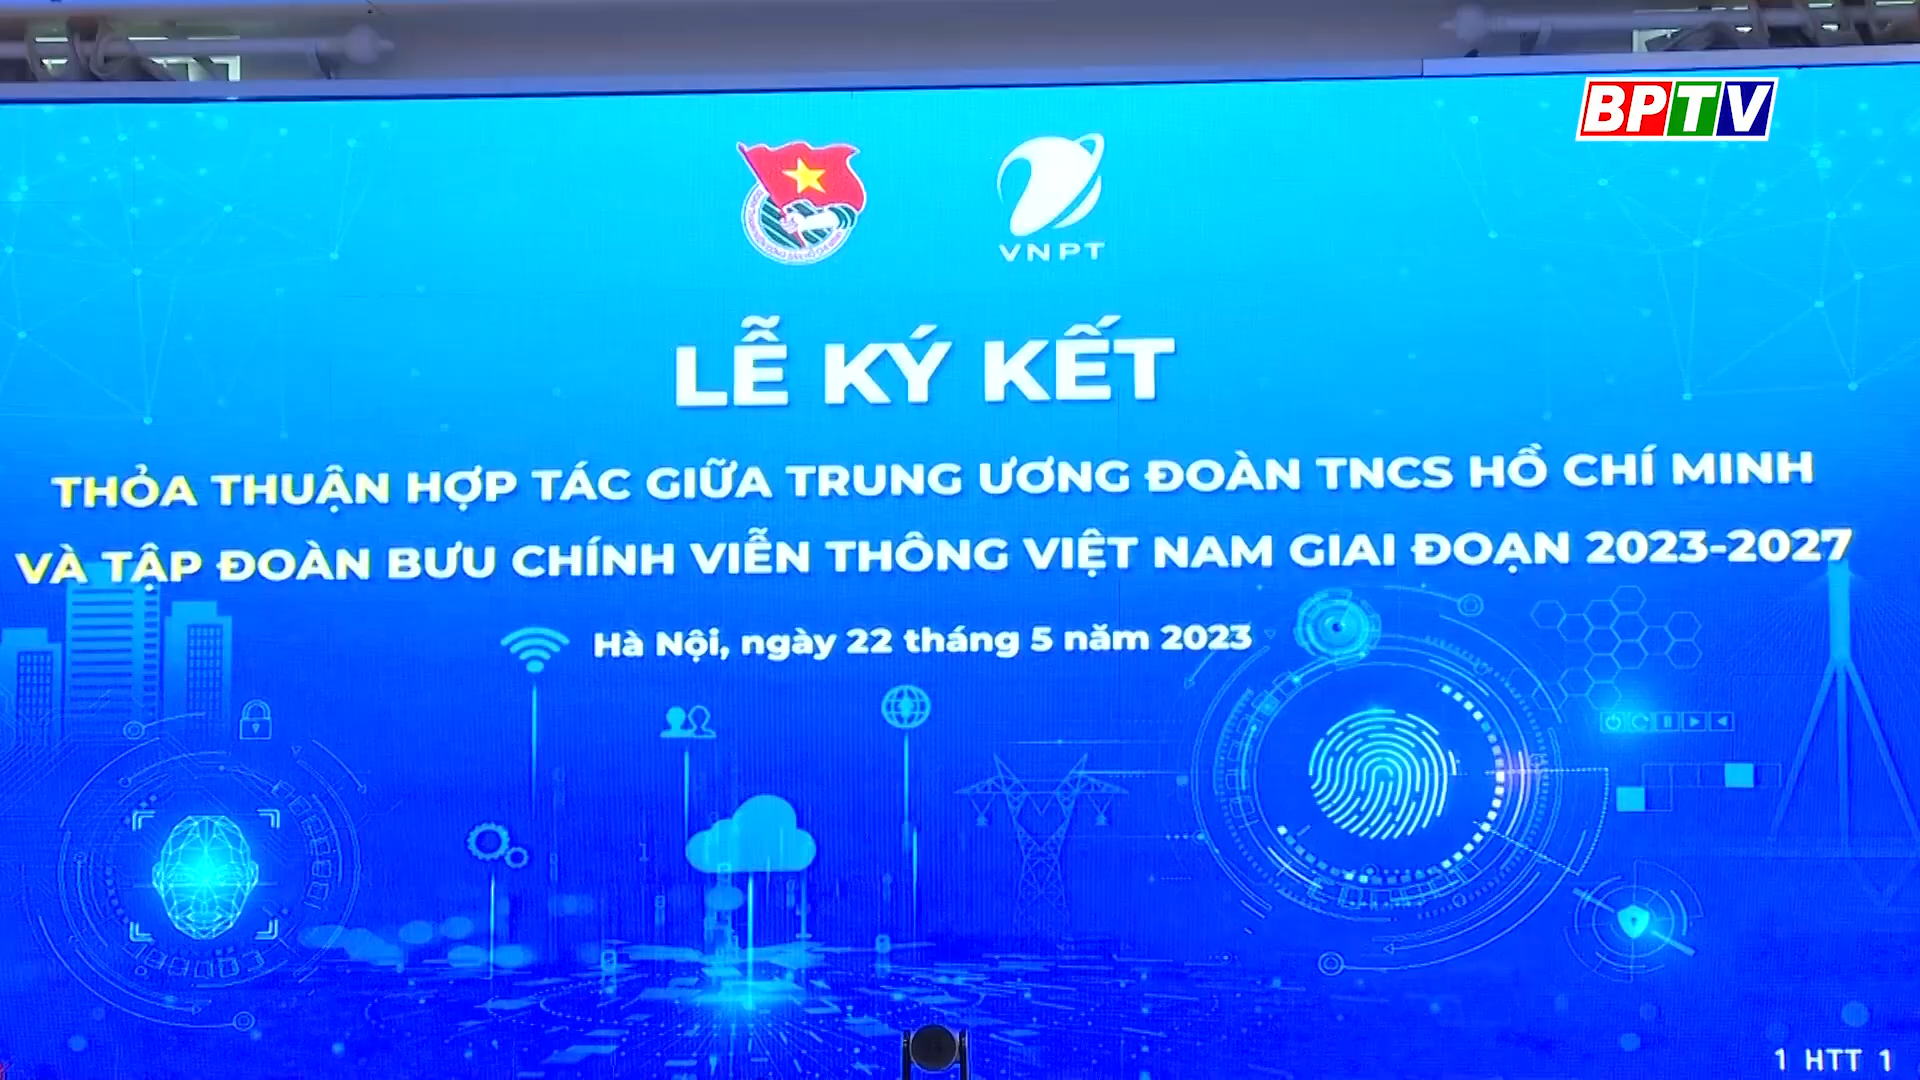 BPTV
VNPT
LỄ KÝ KẾT
THỎA THUẬN HỢP TÁC GIỮA TRUNG ƯƠNG ĐOÀN TNCS HỒ CHÍ MINH
VÀ TẬP ĐOÀN BƯU CHÍNH VIỄN THÔNG VIỆT NAM GIAI ĐOẠN 2023-2027
Hà Nội, ngày 22 tháng 5 năm 2023
1 HTT 1